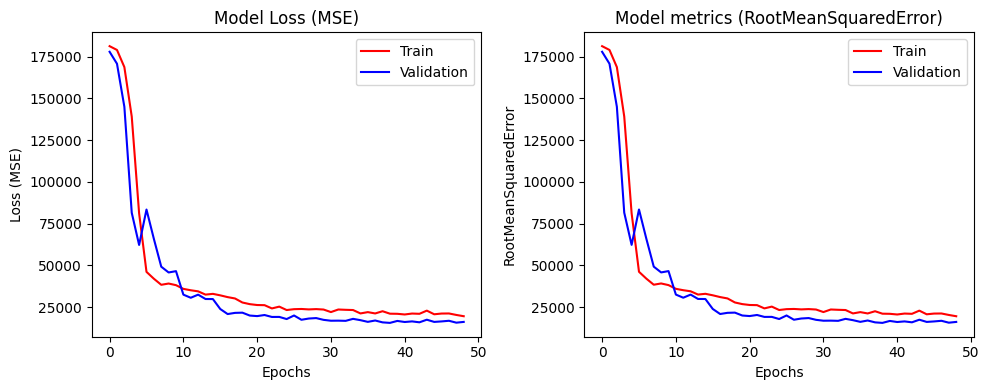 Model Loss (MSE)
Loss (MSE)
175000
150000
125000
100000
75000
50000
25000
0 10 20 30 40 50
Epochs
Train
Validation
Model metrics (RootMeanSquaredError)
RootMeanSquaredError
175000
150000
125000
100000
75000
50000
25000
0 10 20 30 40 50
Epochs
Train
Validation